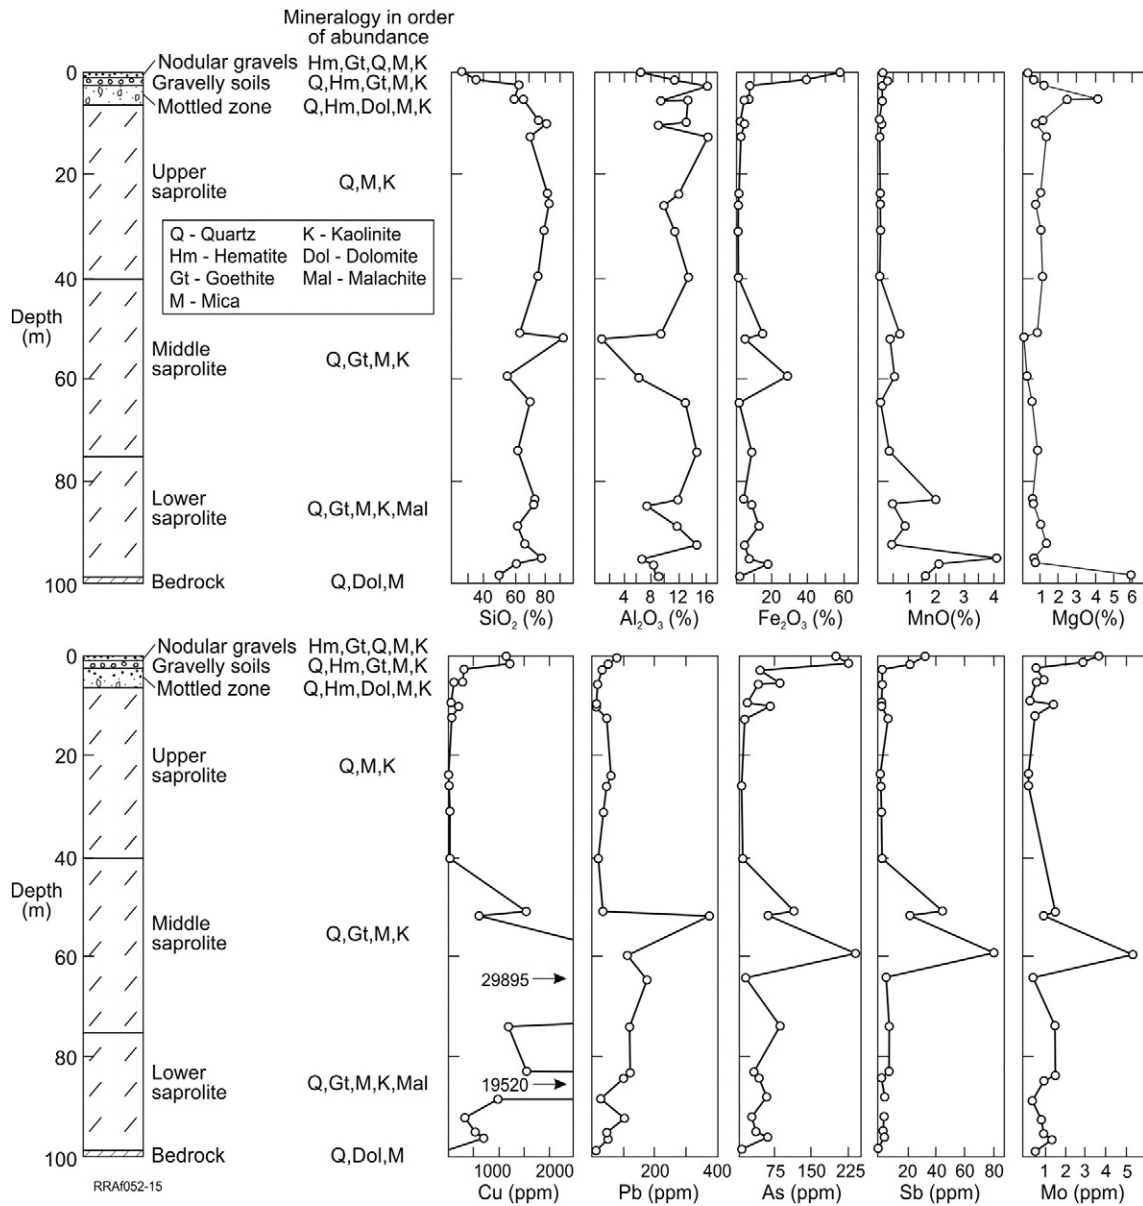 Mineralogy in order
of abundance
Nodular gravels Hm,Gt,Q,M,K
Gravelly soils Q,Hm,Gt,M,K
Mottled zone Q,Hm,Dol,M,K
Upper
saprolite
Q,M,K
Q - Quartz K - Kaolinite
Hm - Hematite Dol - Dolomite
Gt - Goethite Mal - Malachite
M - Mica
Middle
saprolite
Q,Gt,M,K
Lower
saprolite
Q,Gt,M,K,Mal
Bedrock Q,Dol,M
Depth
(m)
0
20
40
60
80
100
40 60 80
SiO2 (%)
4 8 12 16
Al2O3 (%)
0 20 40 60
Fe2O3 (%)
0 1 2 3 4
MnO(%)
1 2 3 4 5 6
MgO(%)
Nodular gravels Hm,Gt,Q,M,K
Gravelly soils Q,Hm,Gt,M,K
Mottled zone Q,Hm,Dol,M,K
Upper
saprolite
Q,M,K
Middle
saprolite
Q,Gt,M,K
Lower
saprolite
Q,Gt,M,K,Mal
Bedrock Q,Dol,M
Depth
(m)
0
20
40
60
80
100
29895
19520
1000 2000
Cu (ppm)
0 200 400
Pb (ppm)
0 75 150 225
As (ppm)
0 20 40 60 80
Sb (ppm)
1 2 3 4 5
Mo (ppm)
RRAf052-15